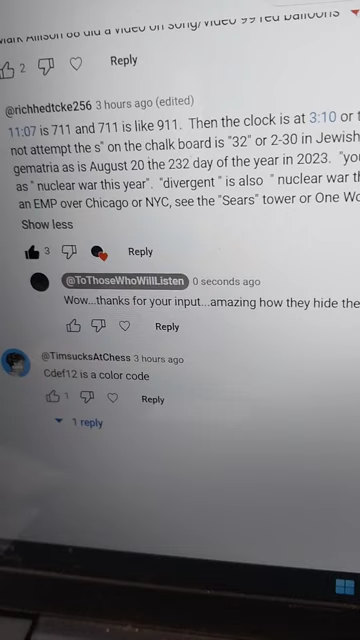 Mark Allison did a video on song/video 99 red balloons
2 Reply
@richhedtcke256 3 hours ago (edited)
11:07 is 711 and 711 is like 911. Then the clock is at 3:10 or
not attempt the s" on the chalk board is "32" or 2-30 in Jewish
gematria as is August 20 the 232 day of the year in 2023. "you
as " nuclear war this year". "divergent " is also " nuclear war
an EMP over Chicago or NYC, see the "Sears" tower or One
Show less
3 Reply
@ToThoseWhoWillListen 0 seconds ago
Wow...thanks for your input...amazing how they hide the
Reply
@TimsucksAtChess 3 hours ago
Cdef12 is a color code
1 Reply
1 reply